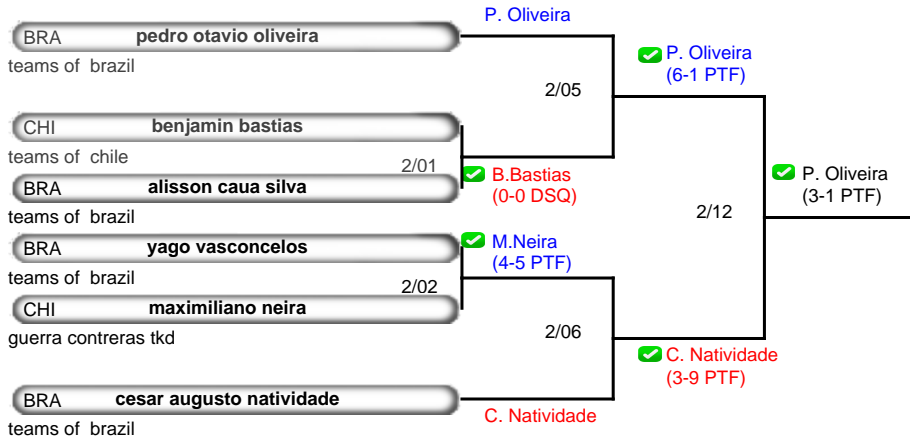 P. Oliveira
BRA pedro otavio oliveira
teams of brazil
P. Oliveira
(6-1 PTF)
2/05
CHI benjamin bastias
teams of chile
2/01
B.Bastias
(0-0 DSQ)
BRA alisson caua silva
teams of brazil
P. Oliveira
(3-1 PTF)
2/12
BRA yago vasconcelos
teams of brazil
M.Neira
(4-5 PTF)
2/02
CHI maximiliano neira
guerra contreras tkd
2/06
C. Natividade
(3-9 PTF)
BRA cesar augusto natividade
teams of brazil
C. Natividade